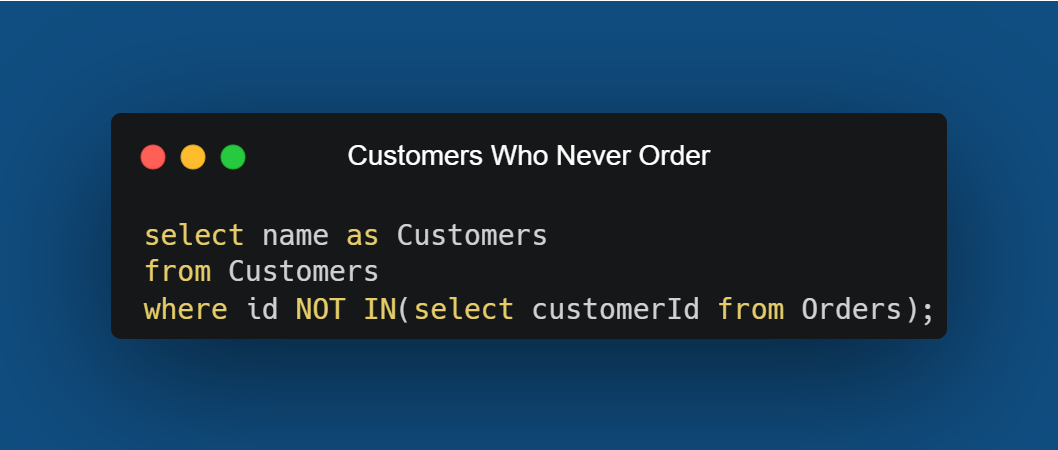 Customers Who Never Order
select name as Customers
from Customers
where id NOT IN(select customerId from Orders);